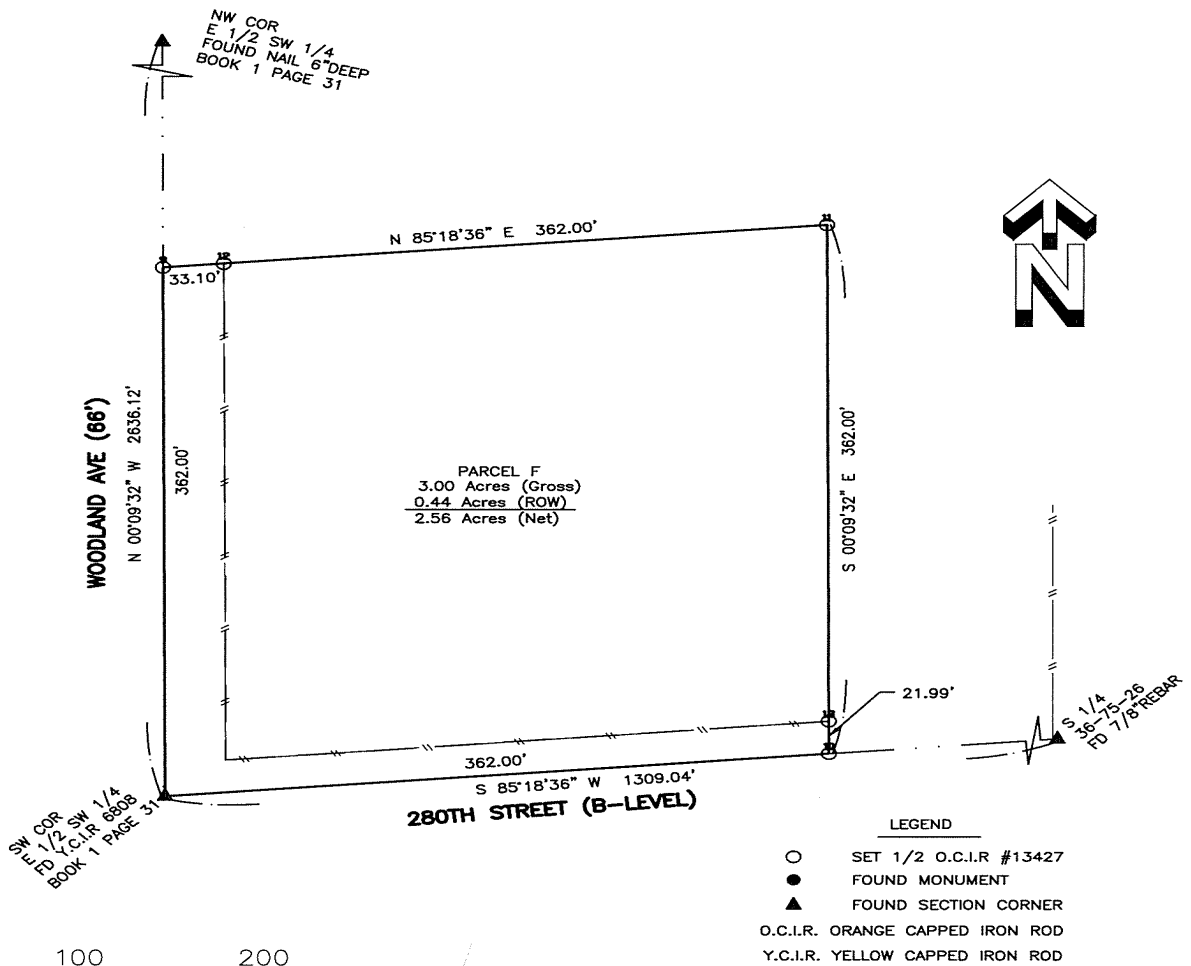 NW COR
E 1/2 SW 1/4
FOUND NAIL 6"DEEP
BOOK 1 PAGE 31
N 85°18'36" E 362.00'
11
9
12
33.10'
N
WOODLAND AVE (66')
N 00°09'32" W 2636.12'
362.00'
PARCEL F
3.00 Acres (Gross)
0.44 Acres (ROW)
2.56 Acres (Net)
S 00°09'32" E 362.00'
21.99'
S 1/4
36-75-26
FD 7/8"REBAR
362.00'
S 85°18'36" W 1309.04'
280TH STREET (B-LEVEL)
SW COR
E 1/2 SW 1/4
FD Y.C.I.R 6808
BOOK 1 PAGE 31
LEGEND
SET 1/2 O.C.I.R #13427
FOUND MONUMENT
FOUND SECTION CORNER
O.C.I.R. ORANGE CAPPED IRON ROD
Y.C.I.R. YELLOW CAPPED IRON ROD
100 200